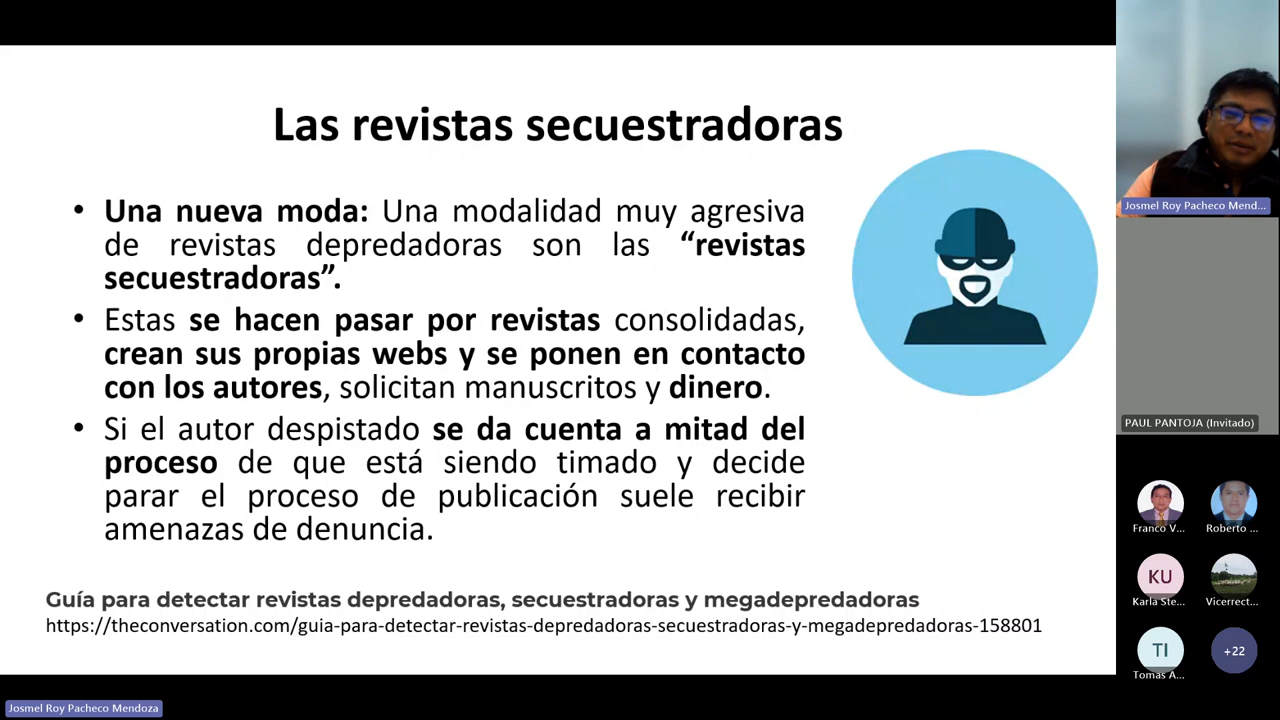 Las revistas secuestradoras
• Una nueva moda: Una modalidad muy agresiva
de revistas depredadoras son las “revistas
secuestradoras”.
• Estas se hacen pasar por revistas consolidadas,
crean sus propias webs y se ponen en contacto
con los autores, solicitan manuscritos y dinero.
• Si el autor despistado se da cuenta a mitad del
proceso de que está siendo timado y decide
parar el proceso de publicación suele recibir
amenazas de denuncia.
Guía para detectar revistas depredadoras, secuestradoras y megadepredadoras
https://theconversation.com/guia-para-detectar-revistas-depredadoras-secuestradoras-y-megadepredadoras-158801
Josmel Roy Pacheco Mend...
PAUL PANTOJA (Invitado)
Franco V...
Roberto ...
KU
Karla Ste...
Vicerrect...
TI
Tomas A...
+22
Josmel Roy Pacheco Mendoza